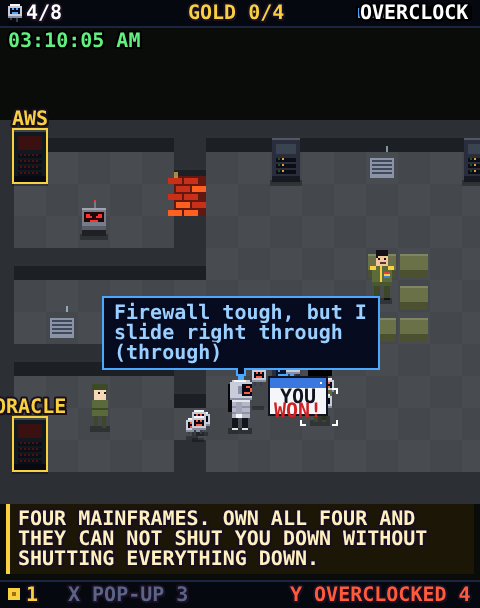 4/8 GOLD 0/4 OVERCLOCK
03:10:05 AM
AWS
Firewall tough, but I
slide right through
(through)
YOU
WON!
ORACLE
FOUR MAINFRAMES. OWN ALL FOUR AND
THEY CAN NOT SHUT YOU DOWN WITHOUT
SHUTTING EVERYTHING DOWN.
1 X POP-UP 3 Y OVERCLOCKED 4